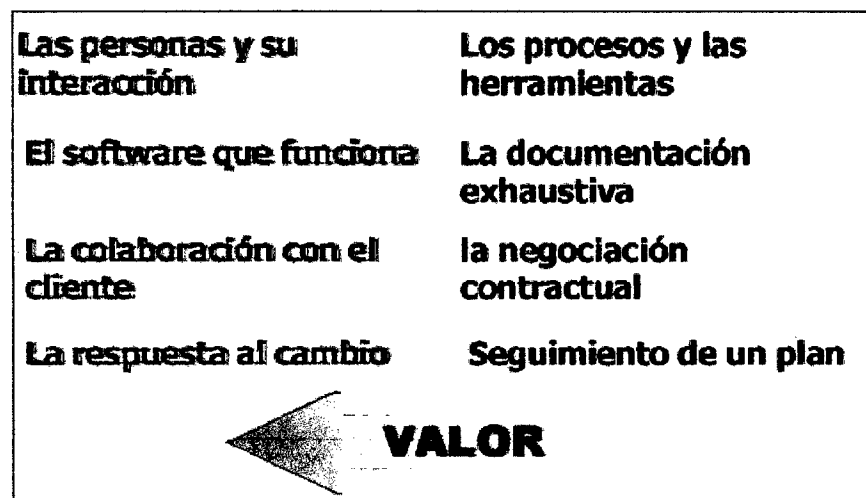 Las personas y su
interacción
Los procesos y las
herramientas
El software que funciona
La documentación
exhaustiva
La colaboración con el
cliente
la negociación
contractual
La respuesta al cambio
Seguimiento de un plan
VALOR